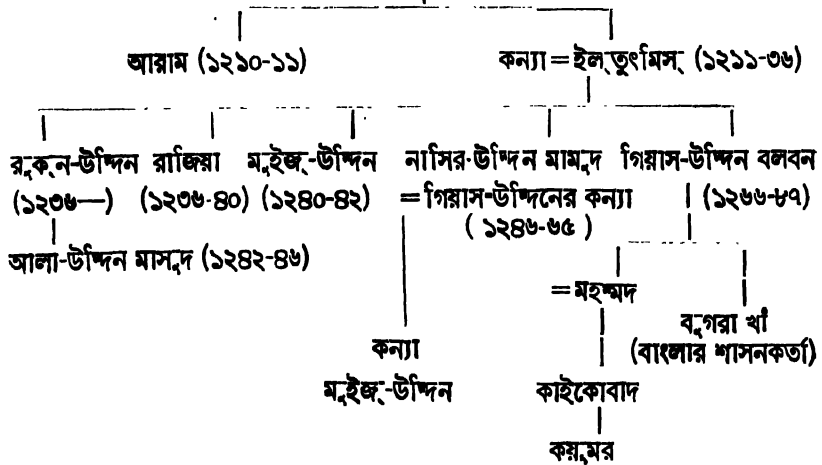 আরাম (১২১০-১১) কন্যা = ইল্‌তুৎমিস্‌ (১২১১-৩৬)
রুক্‌ন-উদ্দিন রাজিয়া মুইজ্‌-উদ্দিন নাসির-উদ্দিন মামুদ গিয়াস-উদ্দিন বলবন
(১২৩৬—) (১২৩৬-৪০) (১২৪০-৪২) = গিয়াস-উদ্দিনের কন্যা (১২৬৬-৮৭)
(১২৪৬-৬৫)
আলা-উদ্দিন মাসুদ (১২৪২-৪৬)
= মহম্মদ
বুগরা খাঁ
(বাংলার শাসনকর্তা)
কন্যা
মুইজ্‌-উদ্দিন কাইকোবাদ
কয়ুমর